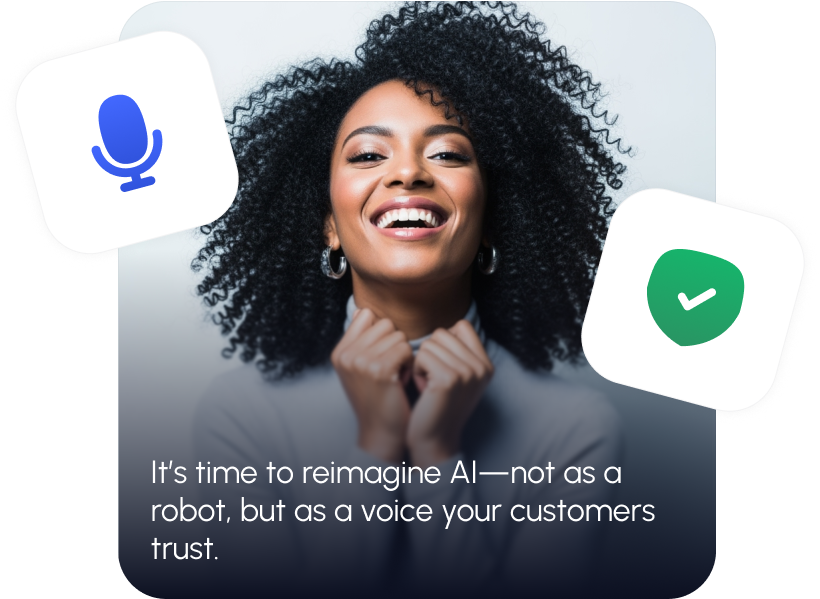 It's time to reimagine AI—not as a
robot, but as a voice your customers
trust.